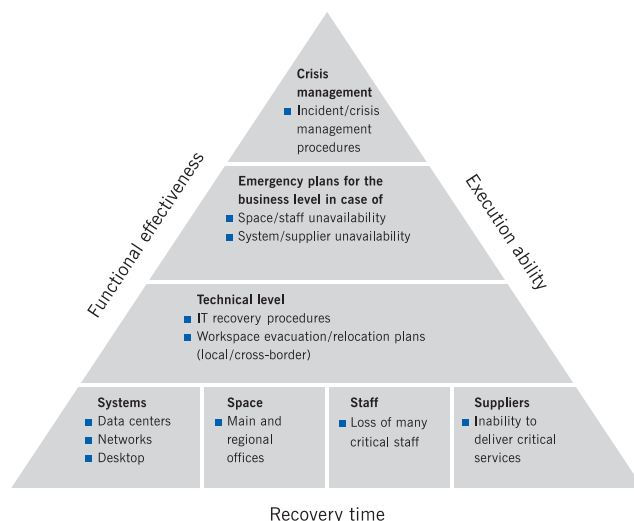 Crisis
management
Incident/crisis
management
procedures
Functional effectiveness
Execution ability
Emergency plans for the
business level in case of
Space/staff unavailability
System/supplier unavailability
Technical level
IT recovery procedures
Workspace evacuation/relocation plans
(local/cross-border)
Systems
Data centers
Networks
Desktop
Space
Main and
regional
offices
Staff
Loss of many
critical staff
Suppliers
Inability to
deliver critical
services
Recovery time